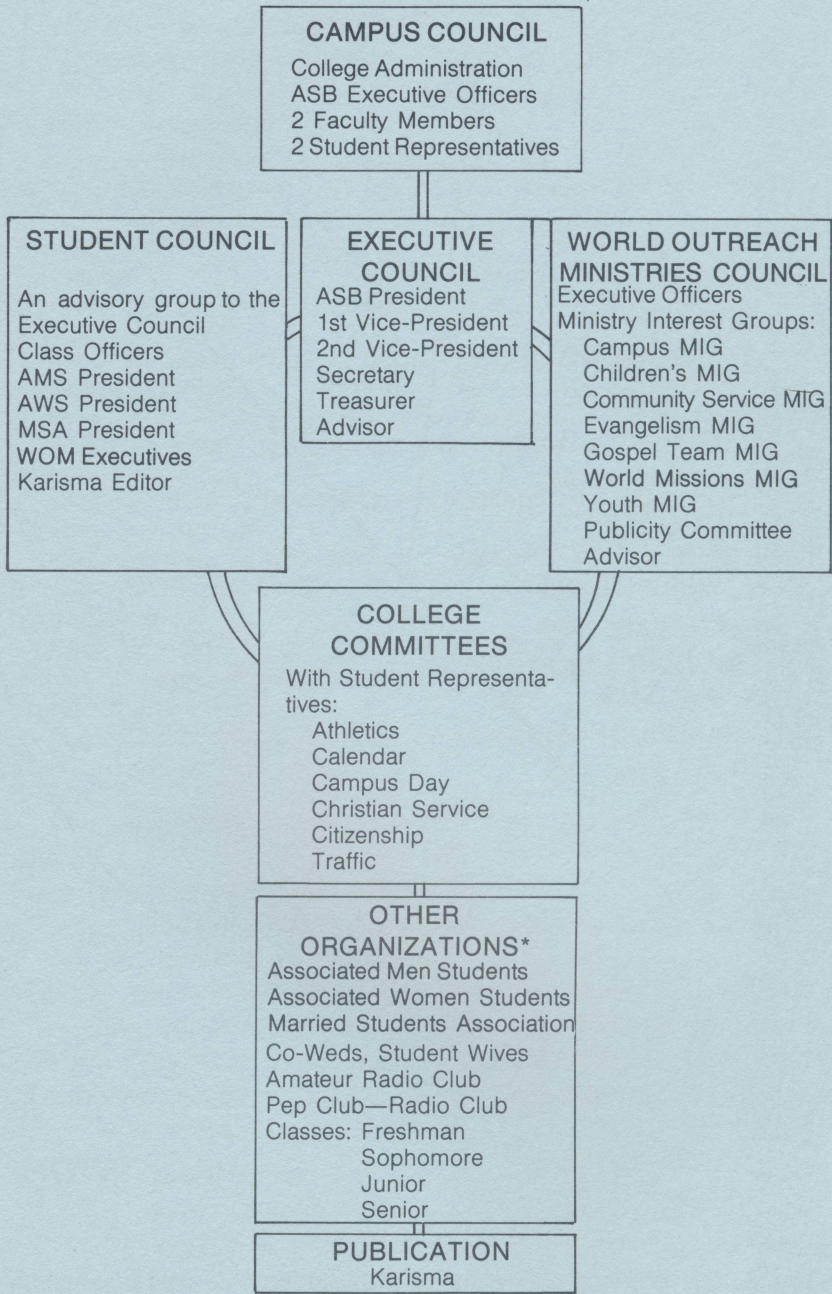 CAMPUS COUNCIL
College Administration
ASB Executive Officers
2 Faculty Members
2 Student Representatives
STUDENT COUNCIL
An advisory group to the
Executive Council
Class Officers
AMS President
AWS President
MSA President
WOM Executives
Karisma Editor
EXECUTIVE
COUNCIL
ASB President
1st Vice-President
2nd Vice-President
Secretary
Treasurer
Advisor
WORLD OUTREACH
MINISTRIES COUNCIL
Executive Officers
Ministry Interest Groups:
Campus MIG
Children's MIG
Community Service MIG
Evangelism MIG
Gospel Team MIG
World Missions MIG
Youth MIG
Publicity Committee
Advisor
COLLEGE
COMMITTEES
With Student Representa-
tives:
Athletics
Calendar
Campus Day
Christian Service
Citizenship
Traffic
OTHER
ORGANIZATIONS*
Associated Men Students
Associated Women Students
Married Students Association
Co-Weds, Student Wives
Amateur Radio Club
Pep Club—Radio Club
Classes: Freshman
Sophomore
Junior
Senior
PUBLICATION
Karisma